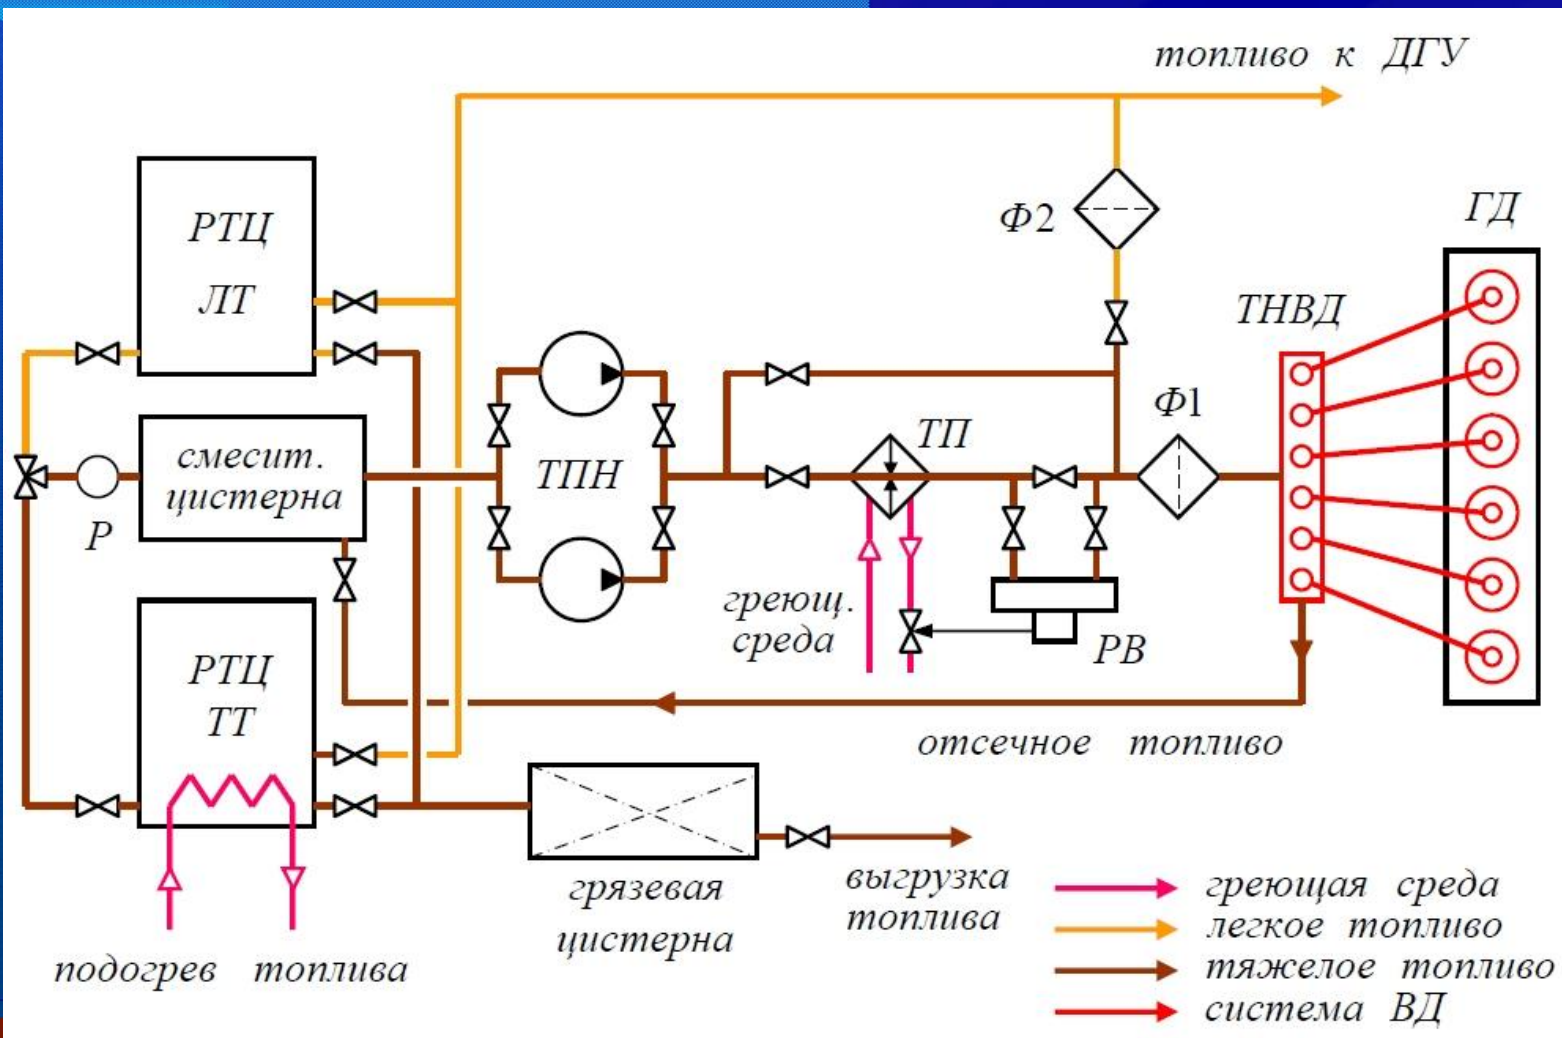 топливо к ДГУ
РТЦ
ЛТ
Ф2
ГД
ТНВД
Ф1
ТП
смесит.
цистерна
ТПН
Р
греющ.
среда
РВ
РТЦ
ТТ
отсечное топливо
грязевая
цистерна
выгрузка
топлива
подогрев топлива
греющая среда
легкое топливо
тяжелое топливо
система ВД